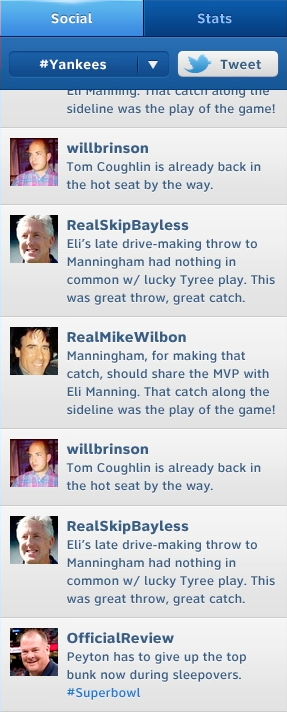 Social
Stats
#Yankees
Tweet
Eli Manning. That catch along the
sideline was the play of the game!
willbrinson
Tom Coughlin is already back in
the hot seat by the way.
RealSkipBayless
Eli's late drive-making throw to
Manningham had nothing in
common w/ lucky Tyree play. This
was great throw, great catch.
RealMikeWilbon
Manningham, for making that
catch, should share the MVP with
Eli Manning. That catch along the
sideline was the play of the game!
willbrinson
Tom Coughlin is already back in
the hot seat by the way.
RealSkipBayless
Eli's late drive-making throw to
Manningham had nothing in
common w/ lucky Tyree play. This
was great throw, great catch.
OfficialReview
Peyton has to give up the top
bunk now during sleepovers.
#Superbowl